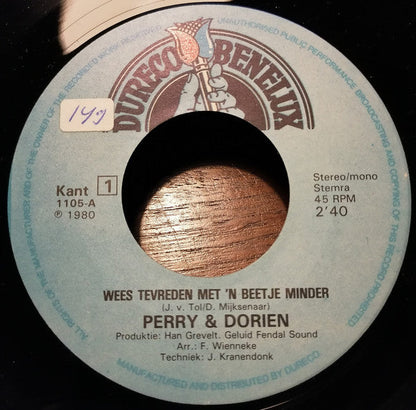 UNAUTHORISED PUBLIC PERFORMANCE, BROADCASTING AND COPYING OF THE RECORDED WORK PROHIBITED
DURECO BENELUX
149
Kant 1
1105-A
℗ 1980
Stereo/mono
Stemra
45 RPM
2'40
WEES TEVREDEN MET 'N BEETJE MINDER
(J. v. Tol/D. Mijksenaar)
PERRY & DORIEN
Produktie: Han Grevelt. Geluid Fendal Sound
Arr.: F. Wienneke
Techniek: J. Kranendonk
ALL RIGHTS OF THE MANUFACTURER AND OF THE OWNER OF THE RECORDED WORK RESERVED
MANUFACTURED AND DISTRIBUTED BY DURECO